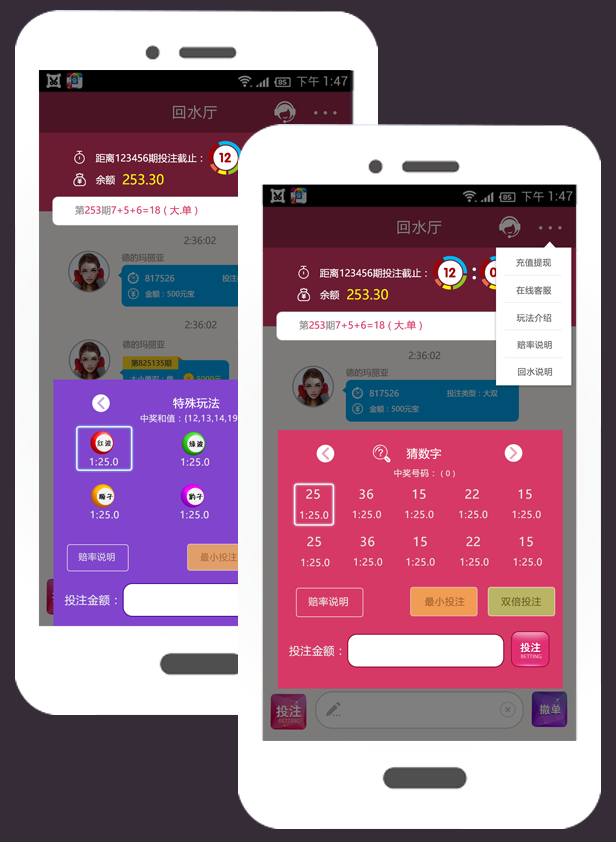 85 下午 1:47
回水厅
距离123456期投注截止： 12
余额 253.30
第253期7+5+6=18 ( 大.单 )
2:36:02
德的玛丽亚
817526 投注
金额：500元宝
2:36:02
德的玛丽亚
第825135期
特殊玩法
中奖和值：(12,13,14,19
红波
绿波
1:25.0
1:25.0
顺子
豹子
1:25.0
1:25.0
赔率说明
最小投注
投注金额：
85 下午 1:47
回水厅
充值提现
在线客服
玩法介绍
赔率说明
回水说明
距离123456期投注截止： 12 : 0
余额 253.30
第253期7+5+6=18 ( 大.单 )
2:36:02
德的玛丽亚
817526 投注类型：大双
金额：500元宝
猜数字
中奖号码：( 0 )
25 36 15 22 15
1:25.0 1:25.0 1:25.0 1:25.0 1:25.0
25 36 15 22 15
1:25.0 1:25.0 1:25.0 1:25.0 1:25.0
赔率说明 最小投注 双倍投注
投注金额： 投注
BETTING
投注
BETTING
撤单